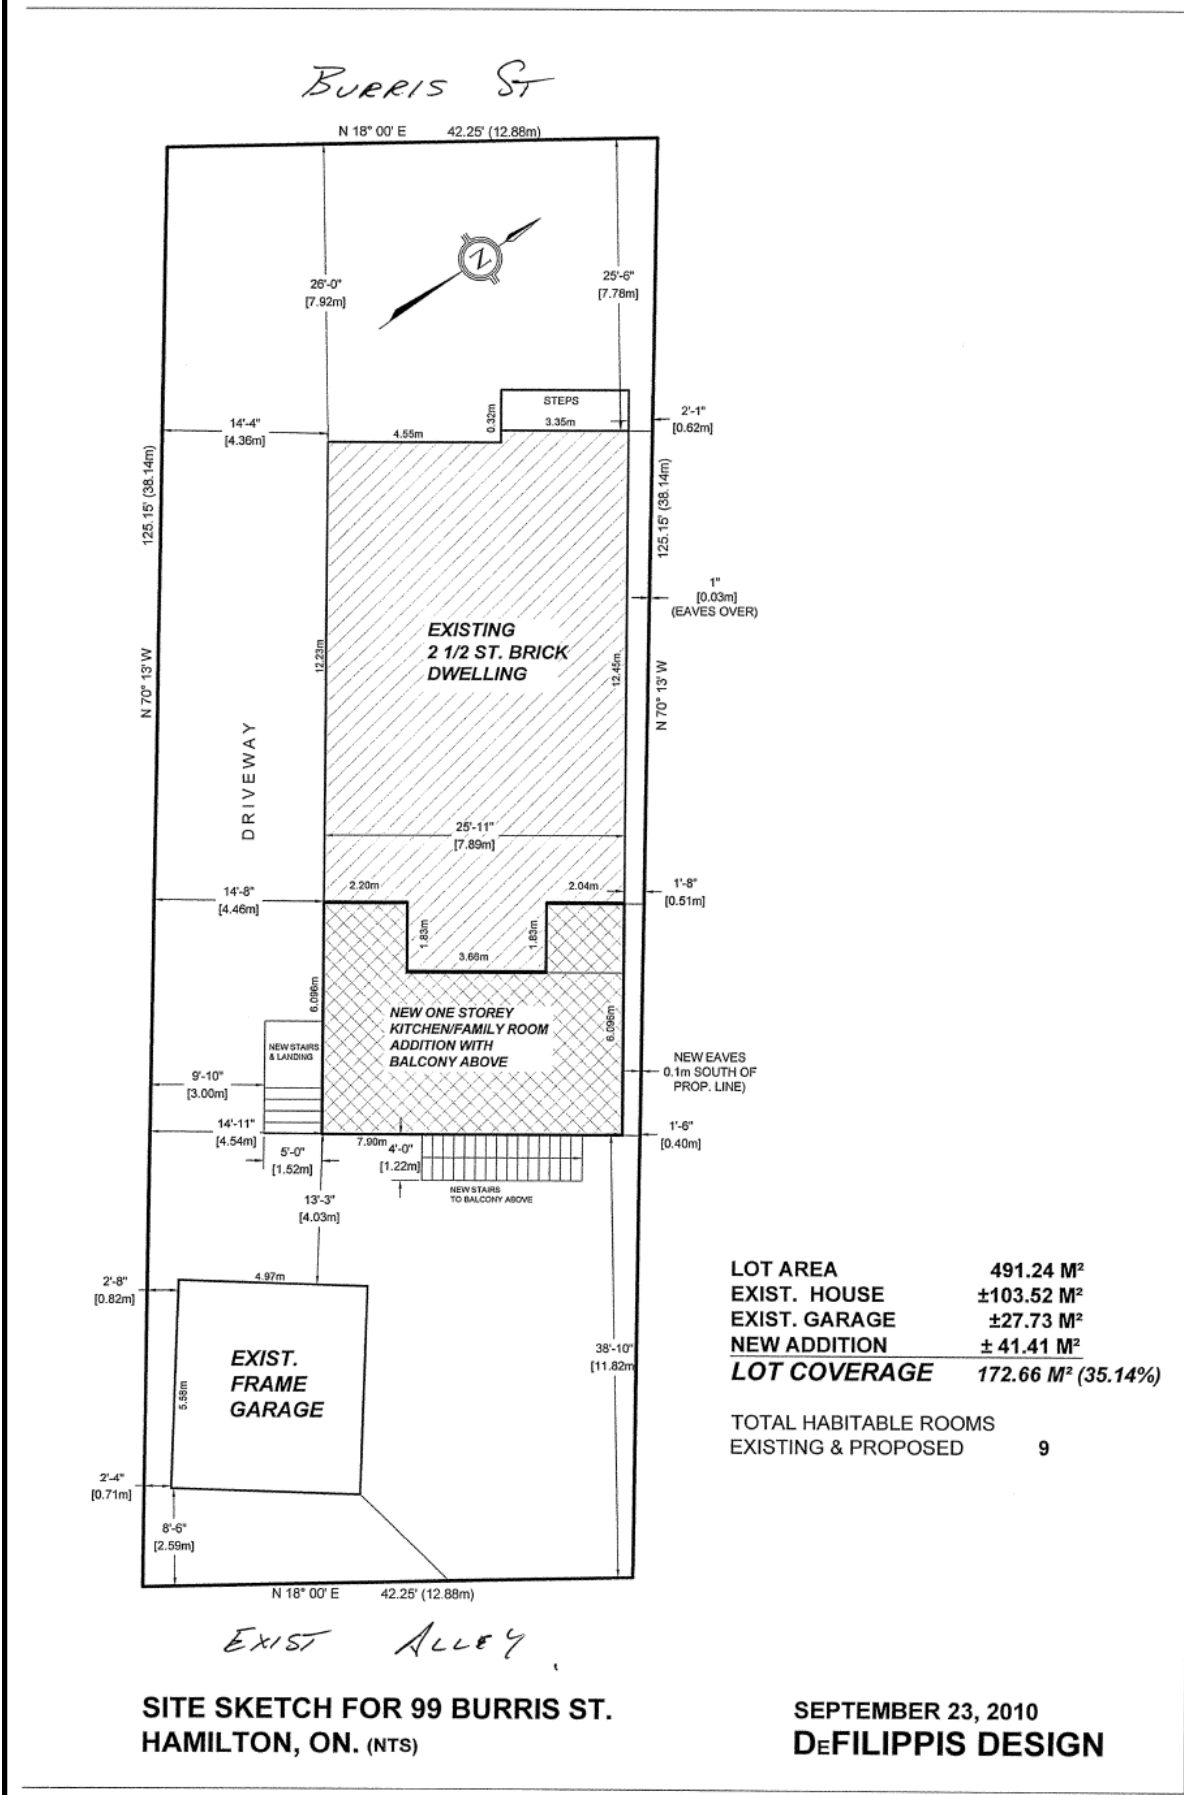 BURRIS ST
N 18° 00' E 42.25' (12.88m)
26'-0"
[7.92m]
N
25'-6"
[7.78m]
STEPS
0.32m
3.35m
4.55m
14'-4"
[4.36m]
2'-1"
[0.62m]
125.15' (38.14m)
125.15' (38.14m)
1"
[0.03m]
(EAVES OVER)
EXISTING
2 1/2 ST. BRICK
DWELLING
12.23m
12.45m
N 70° 13' W
N 70° 13' W
DRIVEWAY
25'-11"
[7.89m]
2.20m
2.04m
14'-8"
[4.46m]
1'-8"
[0.51m]
1.83m
1.83m
3.66m
6.096m
6.096m
NEW ONE STOREY
KITCHEN/FAMILY ROOM
ADDITION WITH
BALCONY ABOVE
NEW STAIRS
& LANDING
NEW EAVES
0.1m SOUTH OF
PROP. LINE)
9'-10"
[3.00m]
14'-11"
[4.54m]
1'-6"
[0.40m]
5'-0"
[1.52m]
7.90m
4'-0"
[1.22m]
NEW STAIRS
TO BALCONY ABOVE
13'-3"
[4.03m]
2'-8"
[0.82m]
4.97m
EXIST.
FRAME
GARAGE
5.58m
38'-10"
[11.82m
2'-4"
[0.71m]
8'-6"
[2.59m]
N 18° 00' E 42.25' (12.88m)
EXIST ALLEY
LOT AREA 491.24 M²
EXIST. HOUSE ±103.52 M²
EXIST. GARAGE ±27.73 M²
NEW ADDITION ± 41.41 M²
LOT COVERAGE 172.66 M² (35.14%)
TOTAL HABITABLE ROOMS
EXISTING & PROPOSED 9
SITE SKETCH FOR 99 BURRIS ST.
HAMILTON, ON. (NTS)
SEPTEMBER 23, 2010
DEFILIPPIS DESIGN